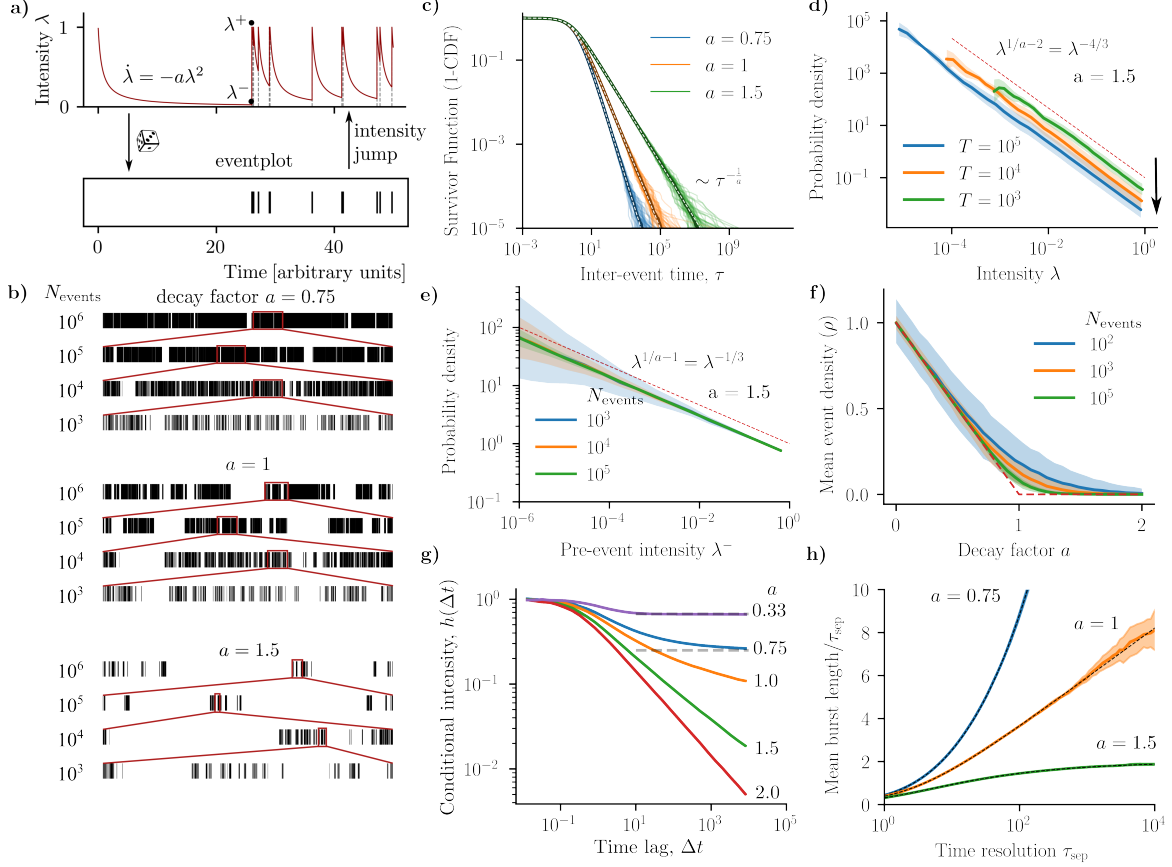 a)
Intensity λ
1
0
λ⁺
λ⁻
λ̇ = −aλ²
eventplot
intensity
jump
0
20
40
Time [arbitrary units]
b)
N_events
decay factor a = 0.75
10⁶
10⁵
10⁴
10³
a = 1
10⁶
10⁵
10⁴
10³
a = 1.5
10⁶
10⁵
10⁴
10³
c)
Survivor Function (1-CDF)
10⁻¹
10⁻³
10⁻⁵
a = 0.75
a = 1
a = 1.5
∼ τ^{−1/a}
10⁻³
10¹
10⁵
10⁹
Inter-event time, τ
d)
Probability density
10⁵
10³
10¹
10⁻¹
λ^{1/a−2} = λ^{−4/3}
a = 1.5
T = 10⁵
T = 10⁴
T = 10³
10⁻⁴
10⁻²
10⁰
Intensity λ
e)
Probability density
10²
10¹
10⁰
10⁻¹
λ^{1/a−1} = λ^{−1/3}
a = 1.5
N_events
10³
10⁴
10⁵
10⁻⁶
10⁻⁴
10⁻²
10⁰
Pre-event intensity λ⁻
f)
Mean event density ⟨ρ⟩
1.0
0.5
0.0
N_events
10²
10³
10⁵
0
1
2
Decay factor a
g)
Conditional intensity, h(Δt)
10⁰
10⁻¹
10⁻²
a
0.33
0.75
1.0
1.5
2.0
10⁻¹
10¹
10³
10⁵
Time lag, Δt
h)
Mean burst length/τ_sep
10
8
6
4
2
0
a = 0.75
a = 1
a = 1.5
10⁰
10²
10⁴
Time resolution τ_sep